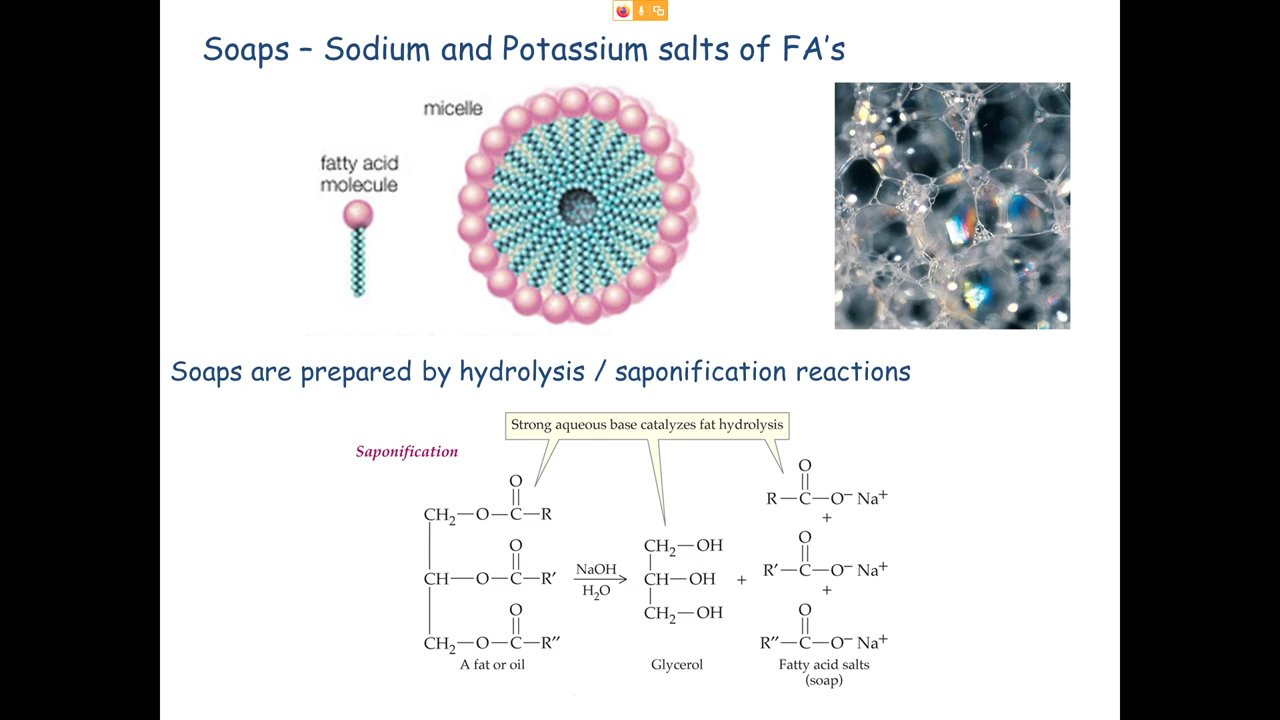 Soaps – Sodium and Potassium salts of FA's
micelle
fatty acid
molecule
Soaps are prepared by hydrolysis / saponification reactions
Strong aqueous base catalyzes fat hydrolysis
Saponification
O
CH₂—O—C—R
O
CH—O—C—R′
O
CH₂—O—C—R″
A fat or oil
NaOH
H₂O
CH₂—OH
CH—OH
CH₂—OH
Glycerol
+
O
R—C—O⁻ Na⁺
+
O
R′—C—O⁻ Na⁺
+
O
R″—C—O⁻ Na⁺
Fatty acid salts
(soap)